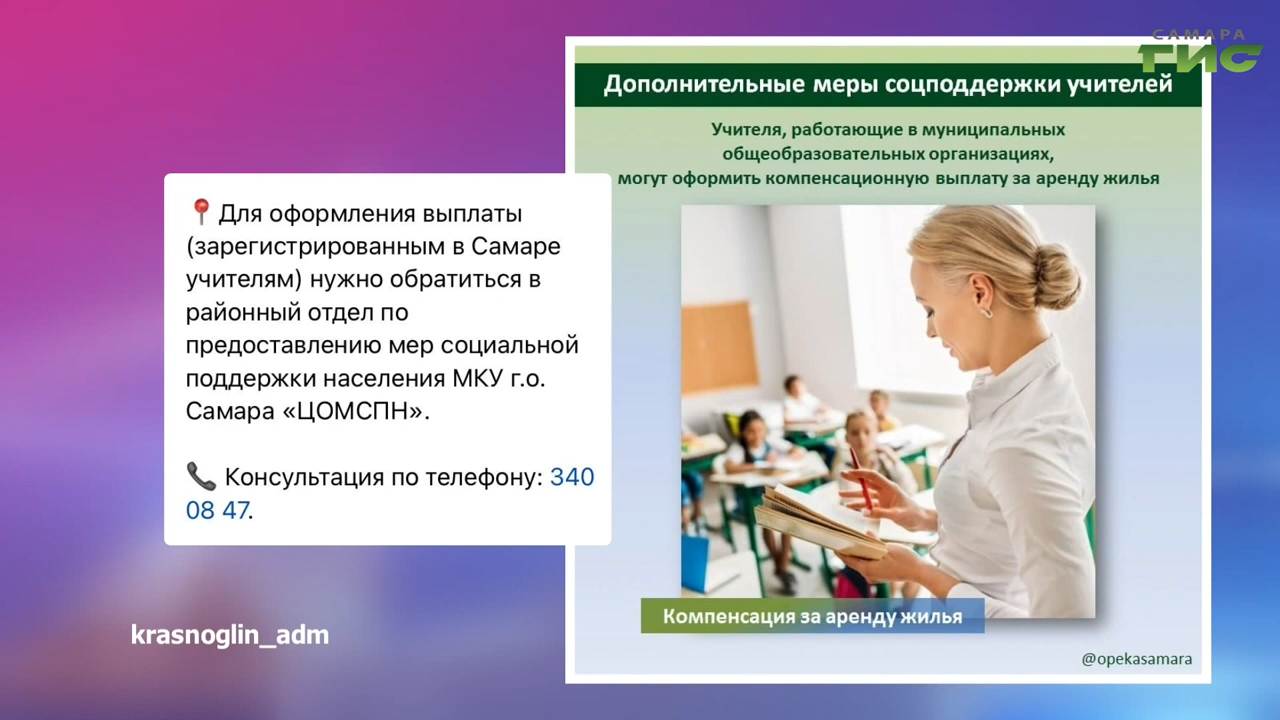 САМАРА
ГИС
Дополнительные меры соцподдержки учителей
Учителя, работающие в муниципальных
общеобразовательных организациях,
могут оформить компенсационную выплату за аренду жилья
📍Для оформления выплаты
(зарегистрированным в Самаре
учителям) нужно обратиться в
районный отдел по
предоставлению мер социальной
поддержки населения МКУ г.о.
Самара «ЦОМСПН».
📞 Консультация по телефону: 340
08 47.
Компенсация за аренду жилья
krasnoglin_adm
@opekasamara